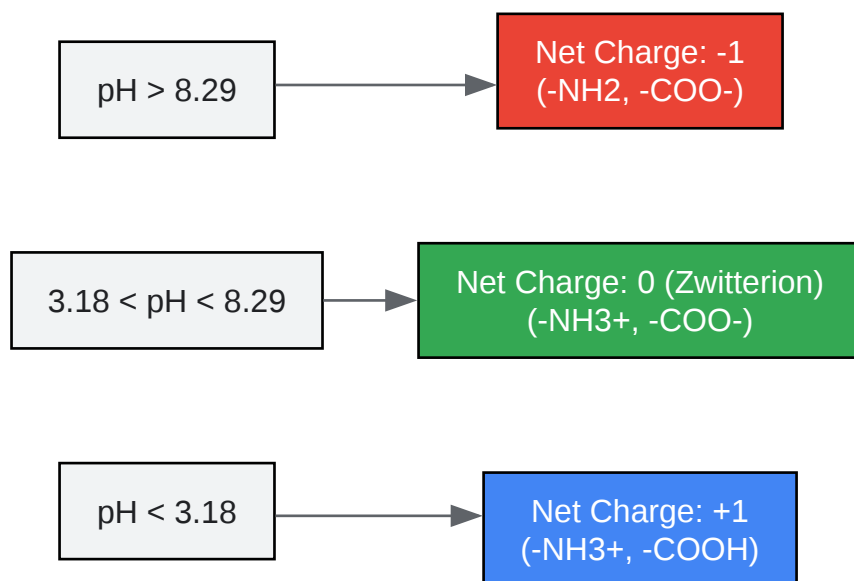 pH > 8.29
Net Charge: -1
(-NH2, -COO-)
3.18 < pH < 8.29
Net Charge: 0 (Zwitterion)
(-NH3+, -COO-)
pH < 3.18
Net Charge: +1
(-NH3+, -COOH)